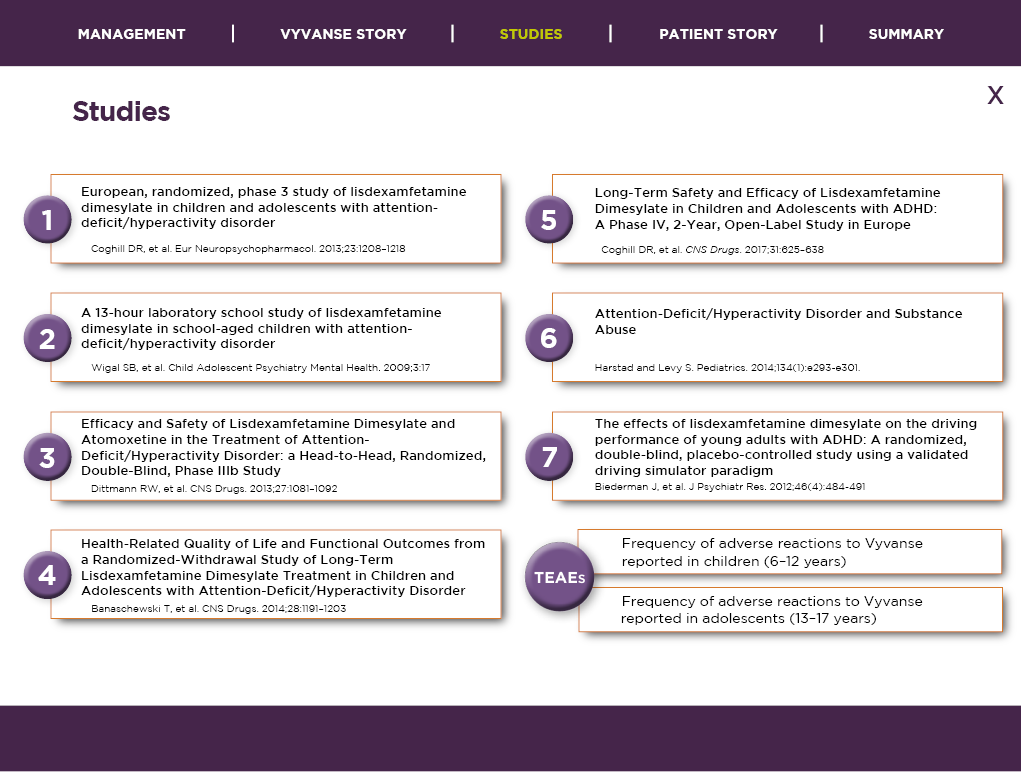 MANAGEMENT | VYVANSE STORY | STUDIES | PATIENT STORY | SUMMARY
X
Studies
1
European, randomized, phase 3 study of lisdexamfetamine
dimesylate in children and adolescents with attention-
deficit/hyperactivity disorder
Coghill DR, et al. Eur Neuropsychopharmacol. 2013;23:1208–1218
2
A 13-hour laboratory school study of lisdexamfetamine
dimesylate in school-aged children with attention-
deficit/hyperactivity disorder
Wigal SB, et al. Child Adolescent Psychiatry Mental Health. 2009;3:17
3
Efficacy and Safety of Lisdexamfetamine Dimesylate and
Atomoxetine in the Treatment of Attention-
Deficit/Hyperactivity Disorder: a Head-to-Head, Randomized,
Double-Blind, Phase IIIb Study
Dittmann RW, et al. CNS Drugs. 2013;27:1081–1092
4
Health-Related Quality of Life and Functional Outcomes from
a Randomized-Withdrawal Study of Long-Term
Lisdexamfetamine Dimesylate Treatment in Children and
Adolescents with Attention-Deficit/Hyperactivity Disorder
Banaschewski T, et al. CNS Drugs. 2014;28:1191–1203
5
Long-Term Safety and Efficacy of Lisdexamfetamine
Dimesylate in Children and Adolescents with ADHD:
A Phase IV, 2-Year, Open-Label Study in Europe
Coghill DR, et al. CNS Drugs. 2017;31:625–638
6
Attention-Deficit/Hyperactivity Disorder and Substance
Abuse
Harstad and Levy S. Pediatrics. 2014;134(1):e293-e301.
7
The effects of lisdexamfetamine dimesylate on the driving
performance of young adults with ADHD: A randomized,
double-blind, placebo-controlled study using a validated
driving simulator paradigm
Biederman J, et al. J Psychiatr Res. 2012;46(4):484-491
TEAEs
Frequency of adverse reactions to Vyvanse
reported in children (6–12 years)
Frequency of adverse reactions to Vyvanse
reported in adolescents (13–17 years)